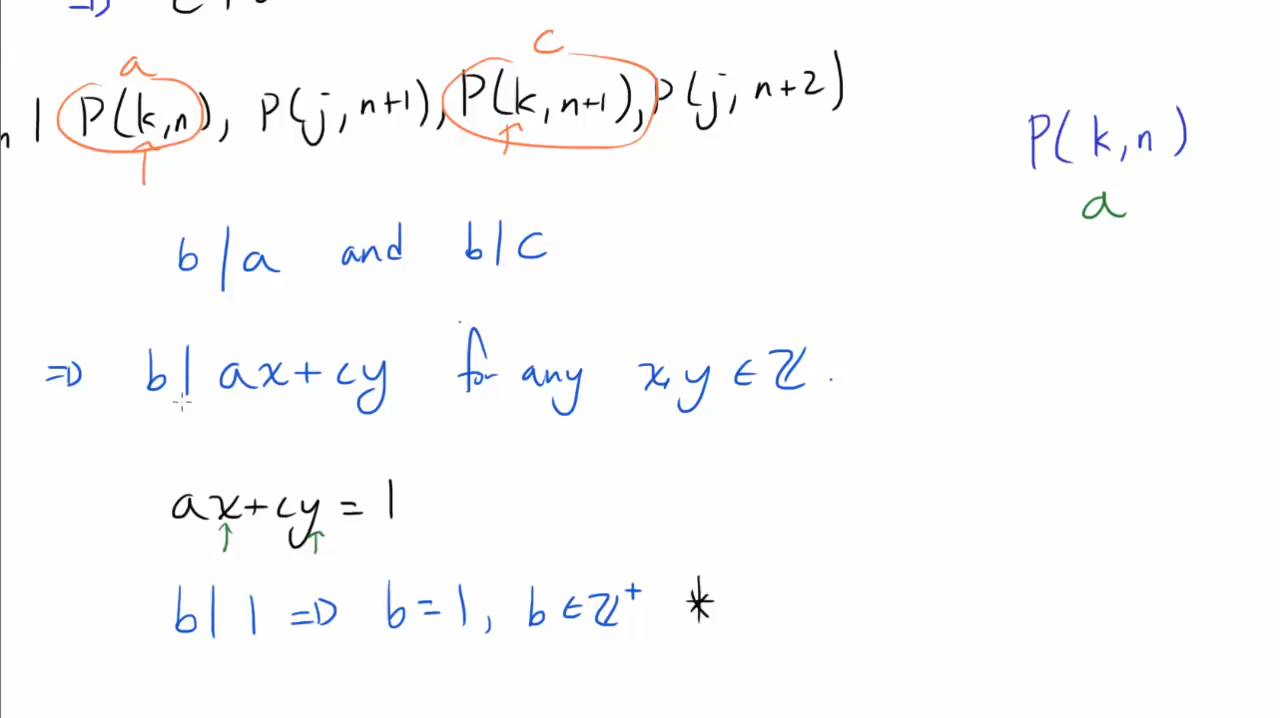 a
c
n | P(k,n), P(j, n+1), P(k, n+1), P(j, n+2)
P(k,n)
a
b|a and b|c
⇒ b| ax+cy for any x,y ∈ ℤ.
ax+cy = 1
b|1 ⇒ b=1, b∈ℤ⁺ *